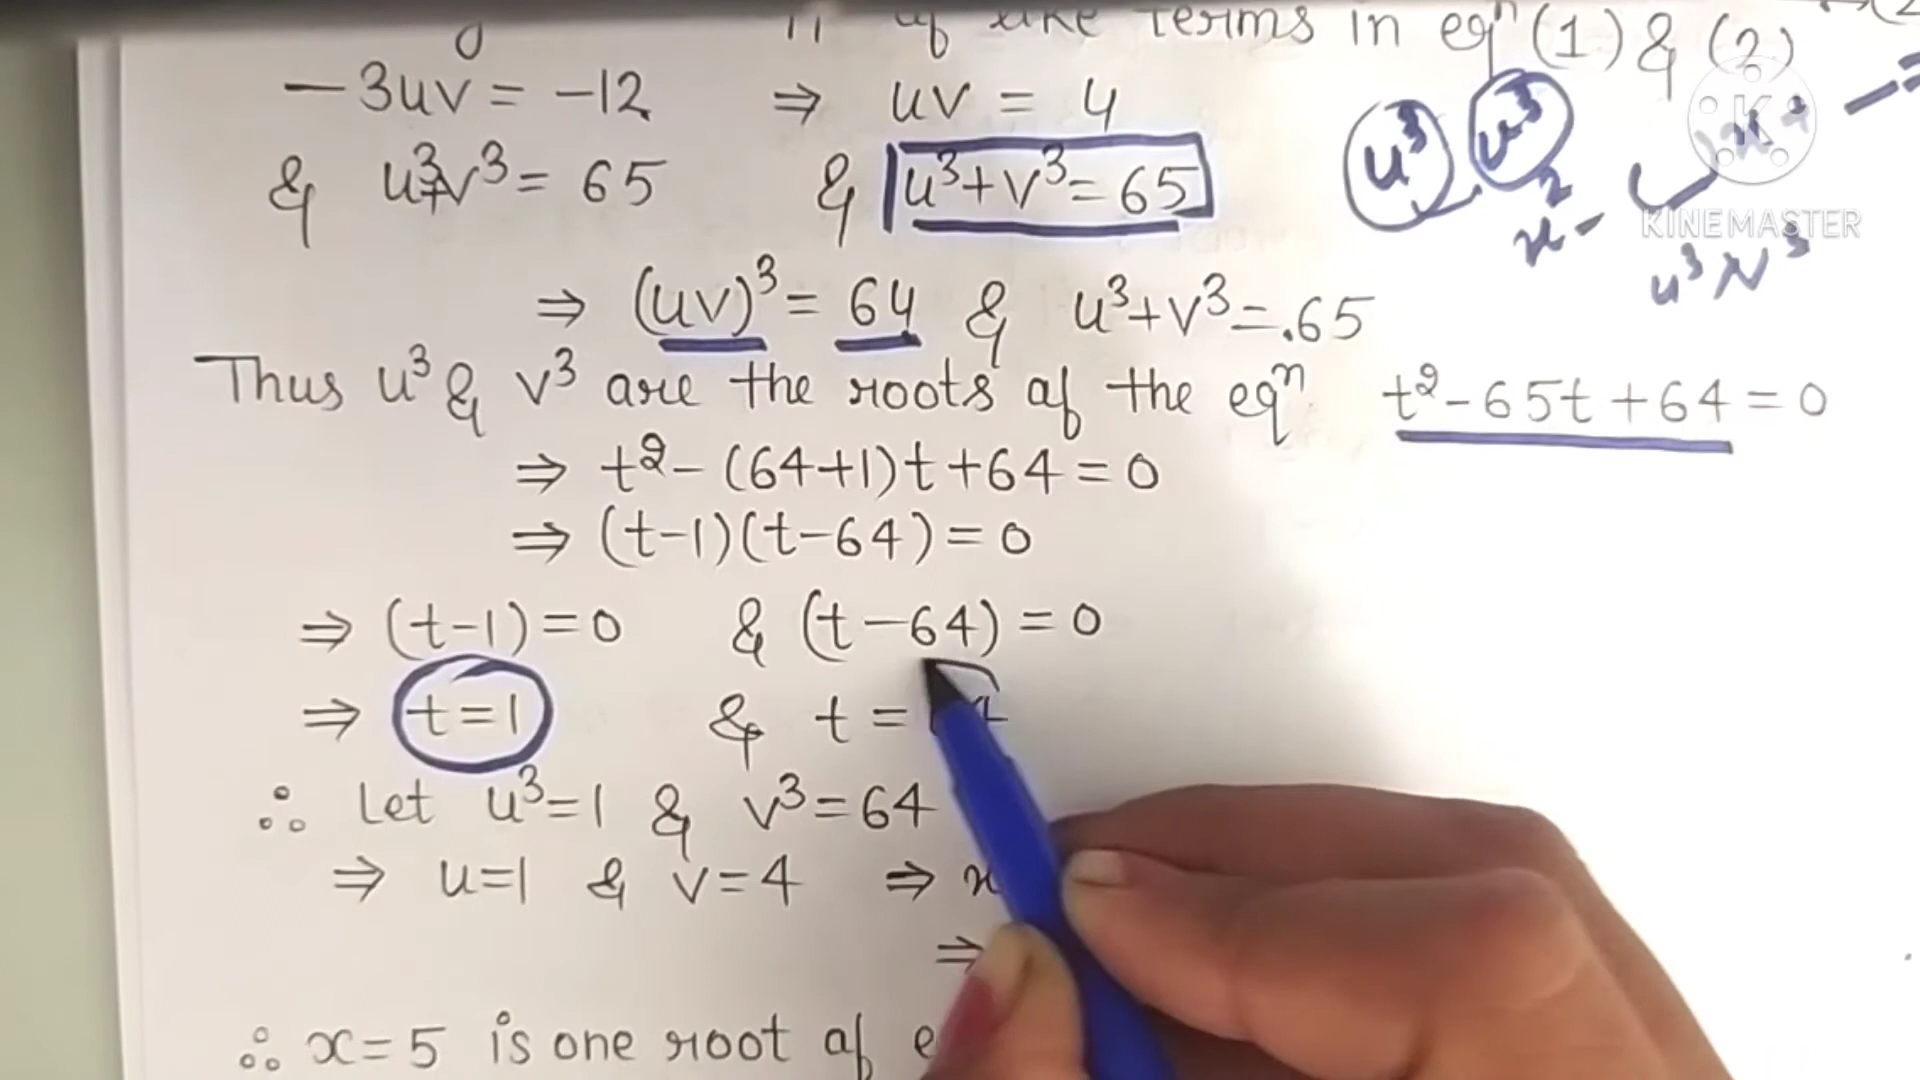 of like terms in eqⁿ (1) & (2)
-3uv = -12 ⇒ uv = 4
& u³+v³ = 65 & u³+v³ = 65
u³ v³
KINEMASTER
x² -
u³ v³
⇒ (uv)³ = 64 & u³+v³ = .65
Thus u³ & v³ are the roots of the eqⁿ t²-65t+64 = 0
⇒ t² - (64+1)t + 64 = 0
⇒ (t-1)(t-64) = 0
⇒ (t-1) = 0 & (t-64) = 0
⇒ t=1 & t =
∴ Let u³=1 & v³=64
⇒ u=1 & v=4 ⇒ x
⇒
∴ x=5 is one root of